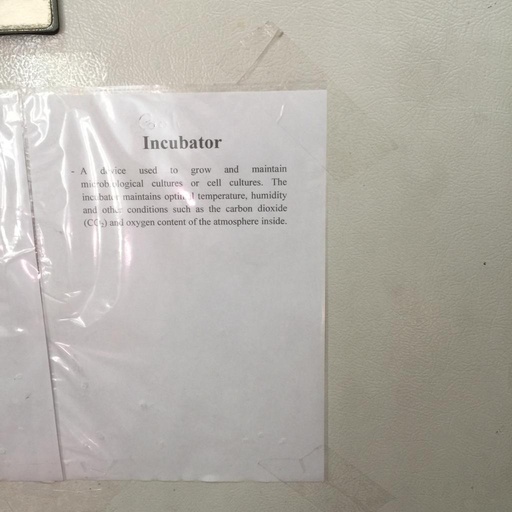 Incubator
- A device used to grow and maintain
microbiological cultures or cell cultures. The
incubator maintains optimal temperature, humidity
and other conditions such as the carbon dioxide
(CO₂) and oxygen content of the atmosphere inside.